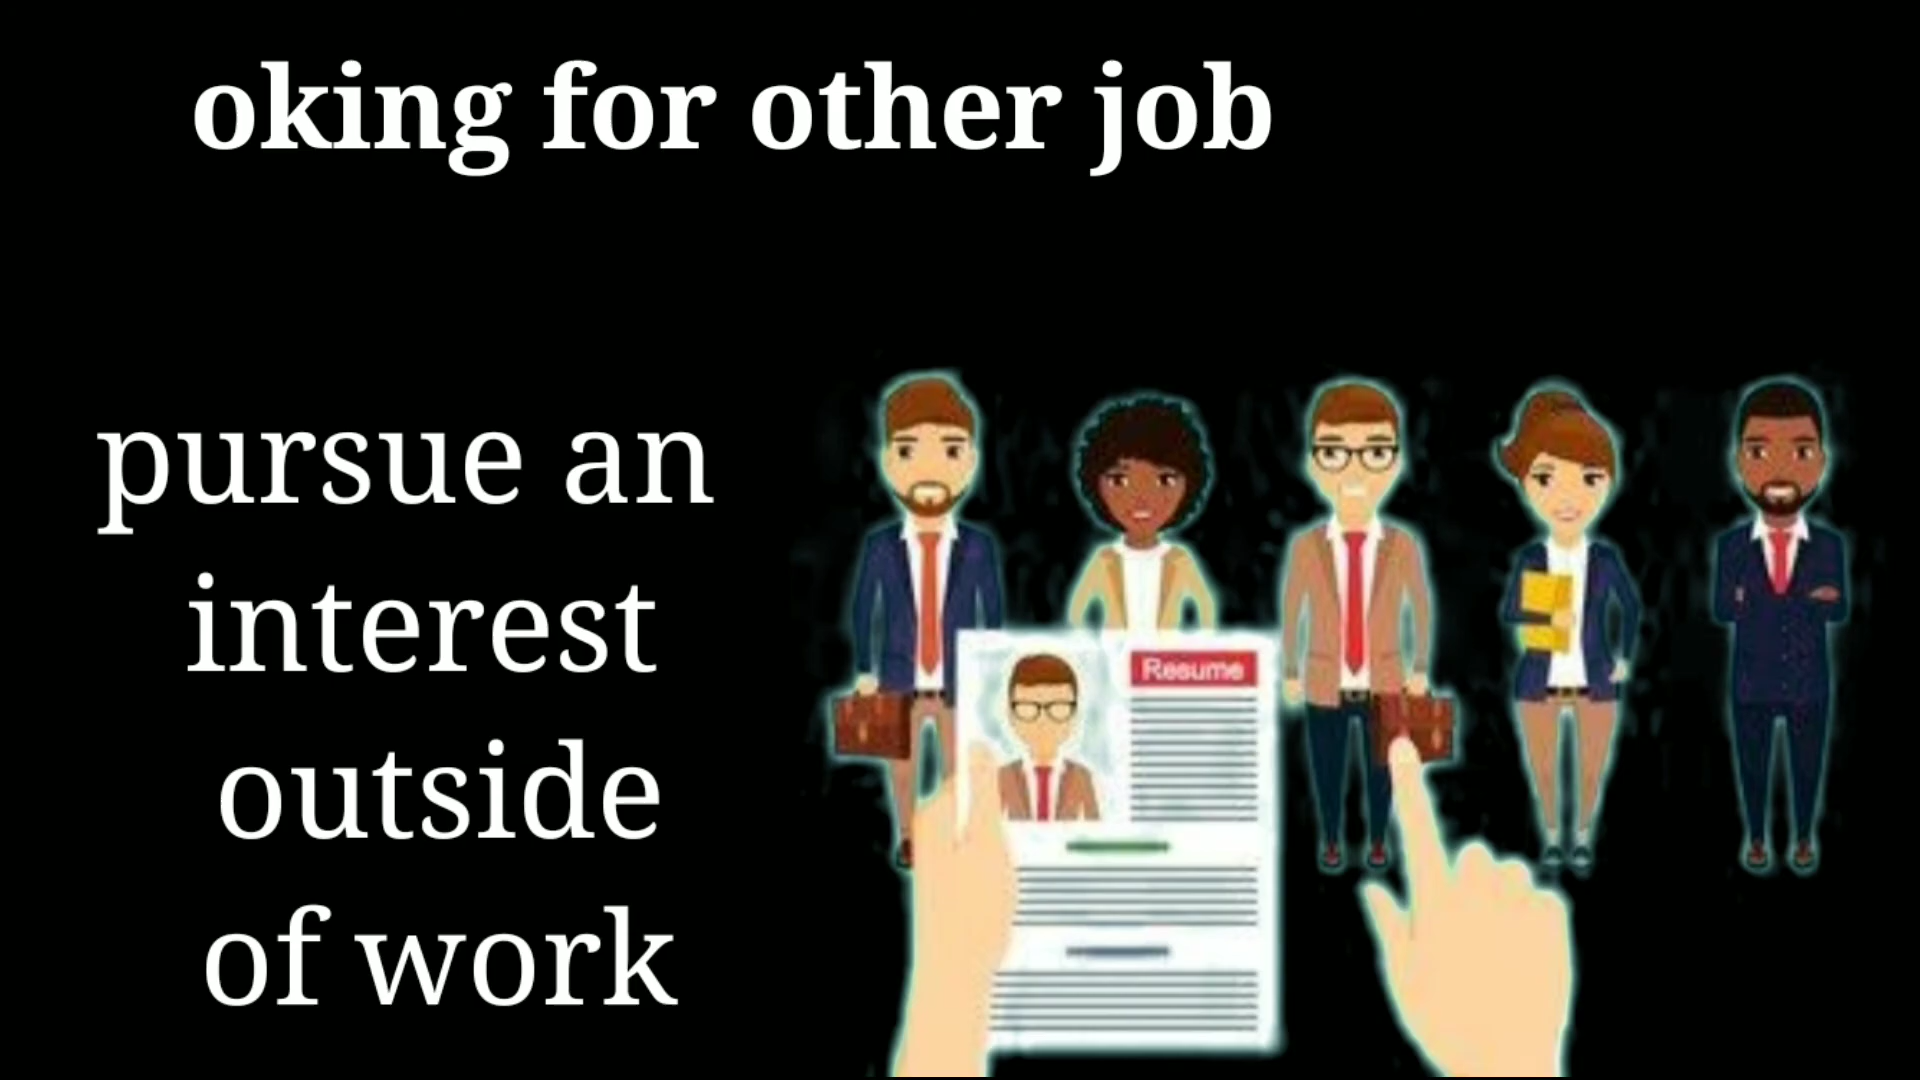 oking for other job
pursue an
interest
outside
of work
Resume